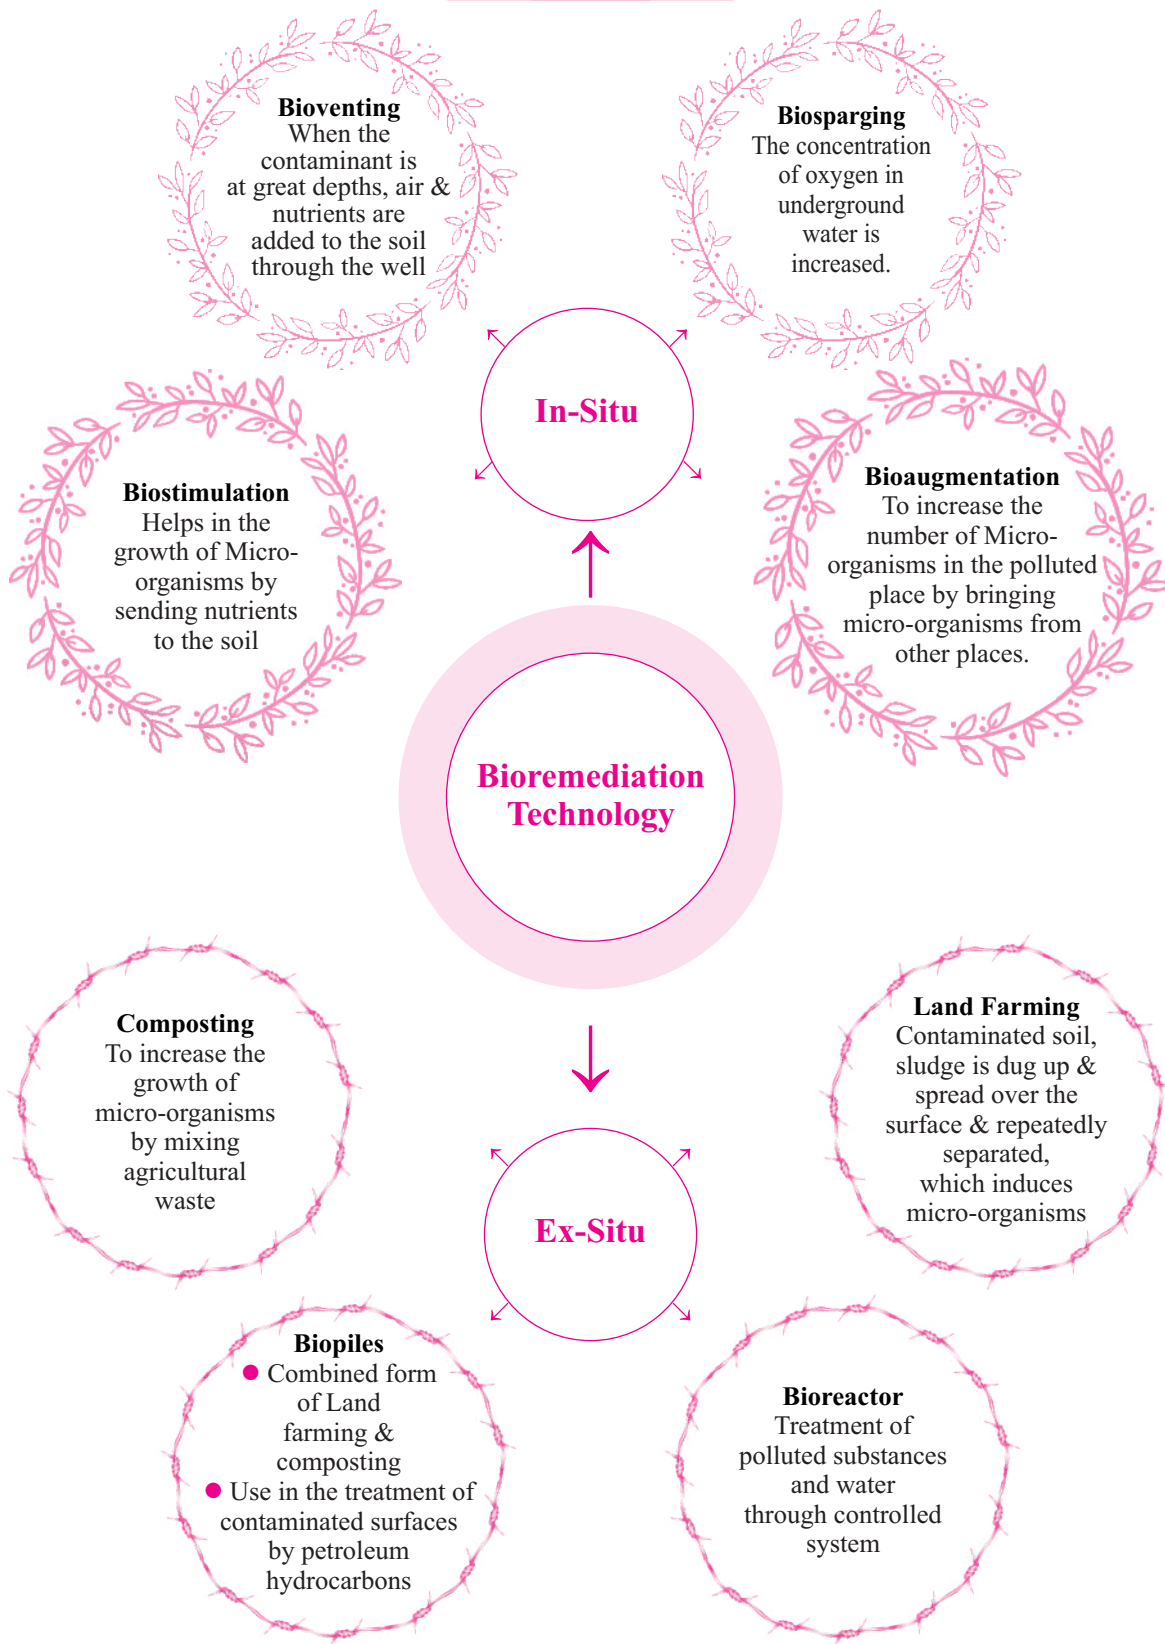 Bioventing
When the
contaminant is
at great depths, air &
nutrients are
added to the soil
through the well
Biosparging
The concentration
of oxygen in
underground
water is
increased.
In-Situ
Biostimulation
Helps in the
growth of Micro-
organisms by
sending nutrients
to the soil
Bioaugmentation
To increase the
number of Micro-
organisms in the polluted
place by bringing
micro-organisms from
other places.
Bioremediation
Technology
Composting
To increase the
growth of
micro-organisms
by mixing
agricultural
waste
Land Farming
Contaminated soil,
sludge is dug up &
spread over the
surface & repeatedly
separated,
which induces
micro-organisms
Ex-Situ
Biopiles
● Combined form
of Land
farming &
composting
● Use in the treatment of
contaminated surfaces
by petroleum
hydrocarbons
Bioreactor
Treatment of
polluted substances
and water
through controlled
system